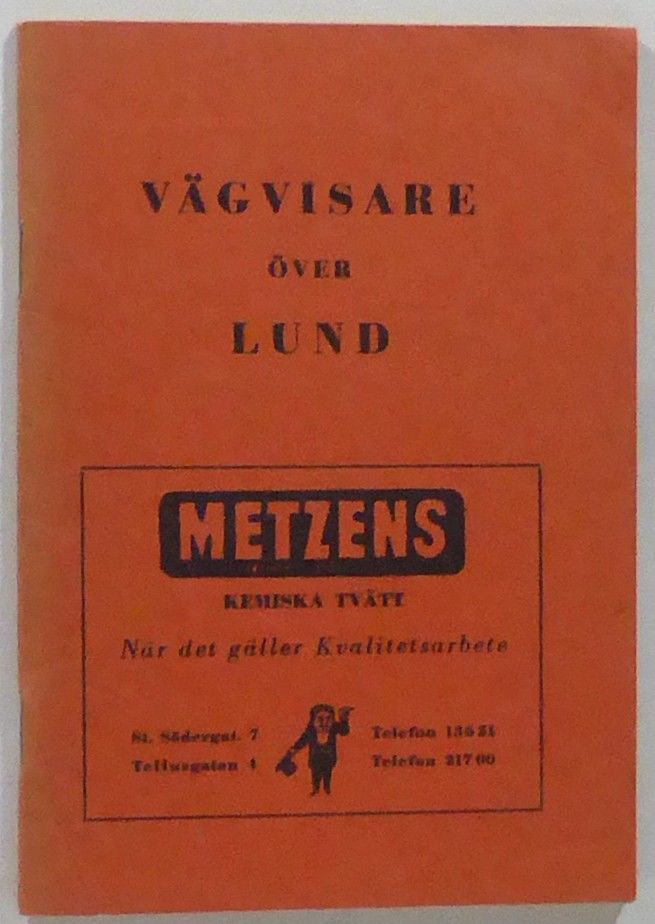 VÄGVISARE
ÖVER
LUND
METZENS
KEMISKA TVÄTT
När det gäller Kvalitetsarbete
St. Södergat. 7
Telefon 136 21
Tellusgatan 4
Telefon 217 00